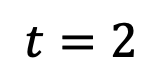 t = 2